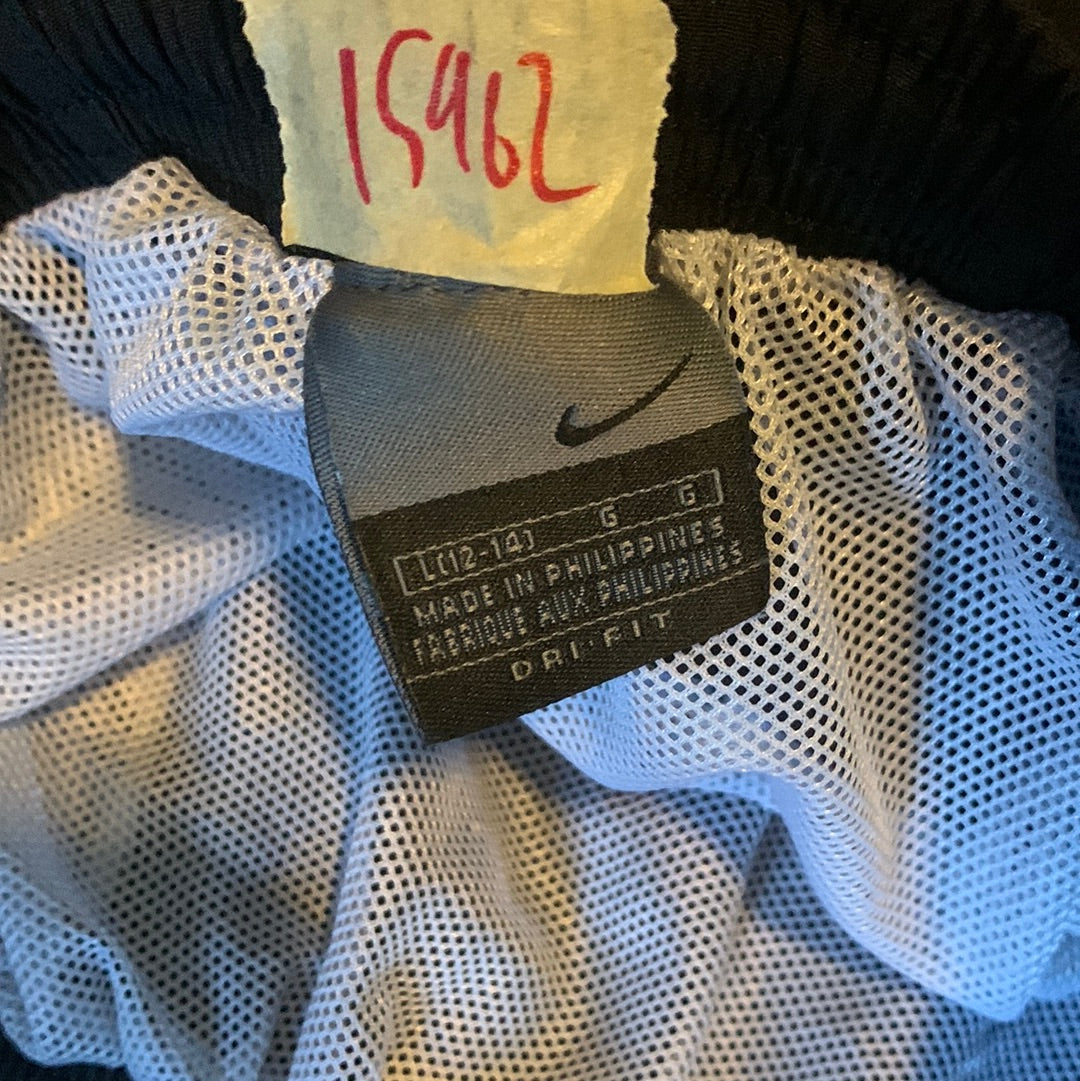 15962
L(12-14) G G
MADE IN PHILIPPINES
FABRIQUE AUX PHILIPPINES
DRI·FIT